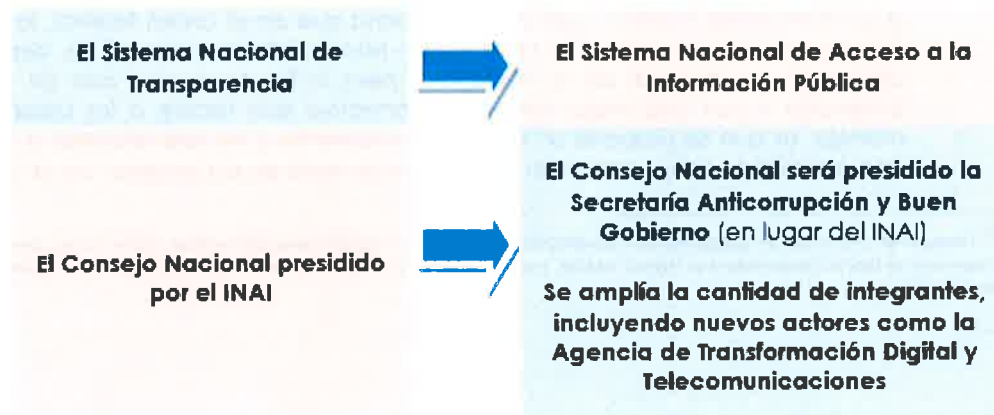 El Sistema Nacional de
Transparencia
El Sistema Nacional de Acceso a la
Información Pública
El Consejo Nacional presidido
por el INAI
El Consejo Nacional será presidido la
Secretaría Anticorrupción y Buen
Gobierno (en lugar del INAI)
Se amplía la cantidad de integrantes,
incluyendo nuevos actores como la
Agencia de Transformación Digital y
Telecomunicaciones